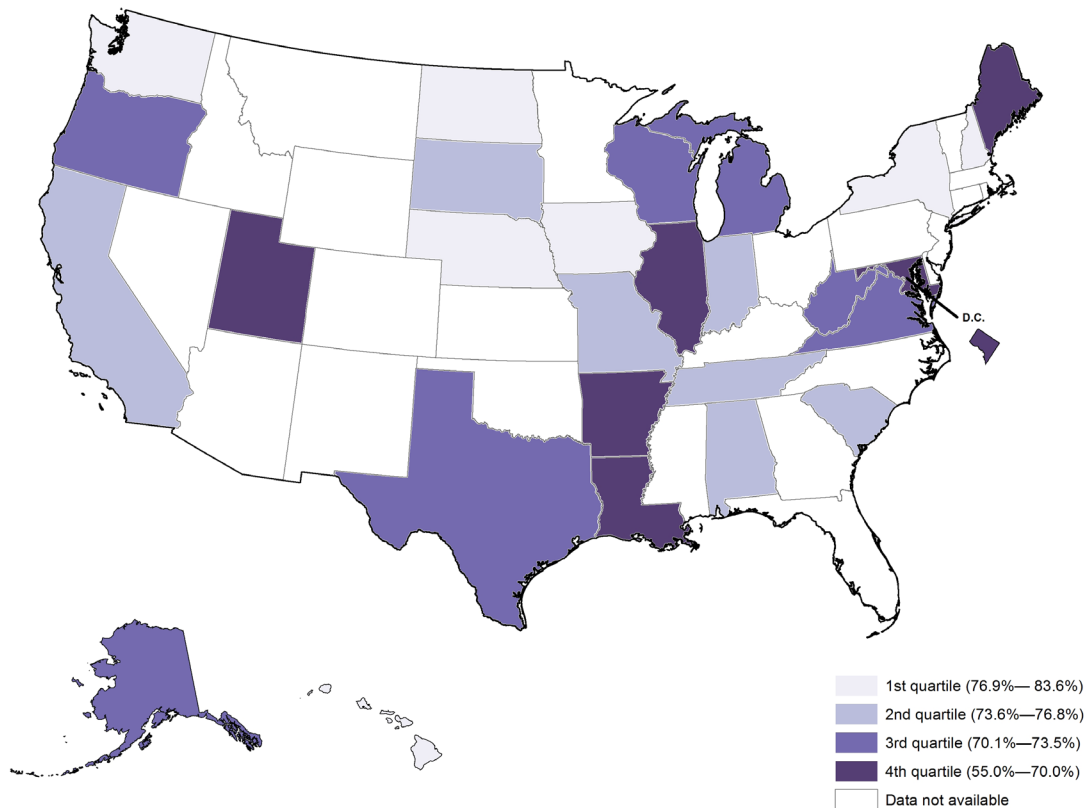 D.C.
1st quartile (76.9%— 83.6%)
2nd quartile (73.6%—76.8%)
3rd quartile (70.1%—73.5%)
4th quartile (55.0%—70.0%)
Data not available